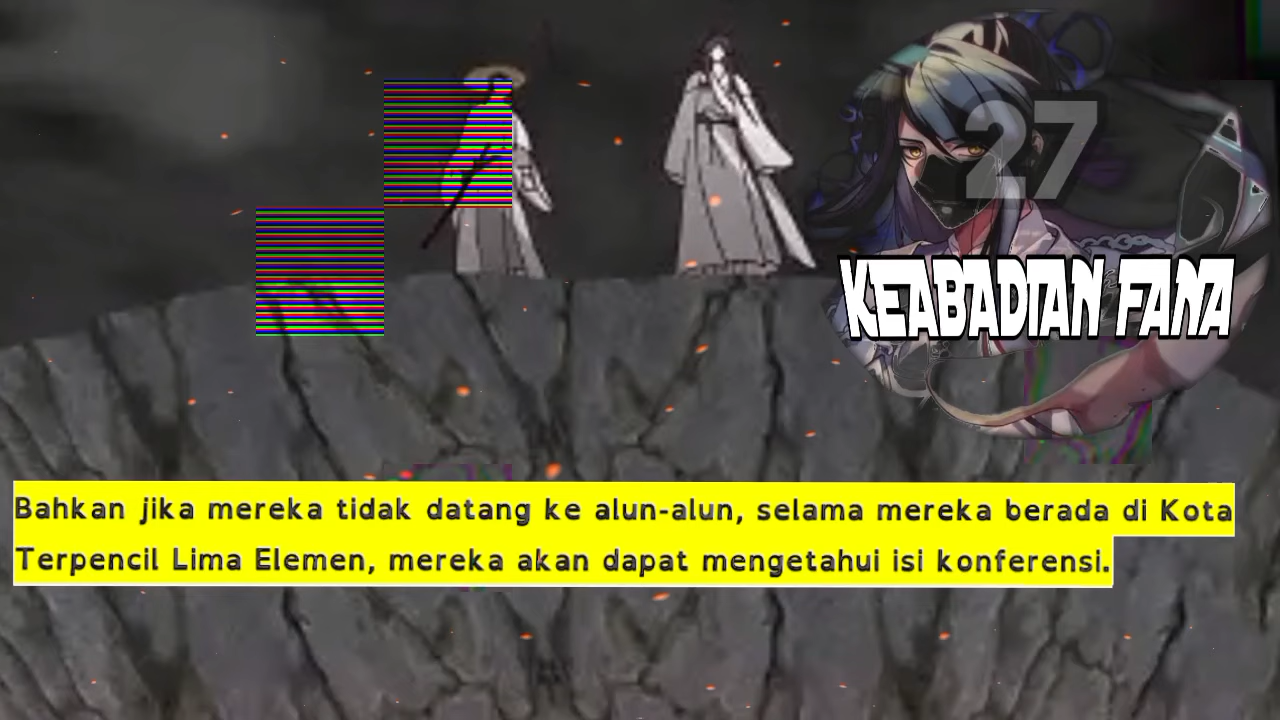 27
KEABADIAN FANA
Bahkan jika mereka tidak datang ke alun-alun, selama mereka berada di Kota
Terpencil Lima Elemen, mereka akan dapat mengetahui isi konferensi.